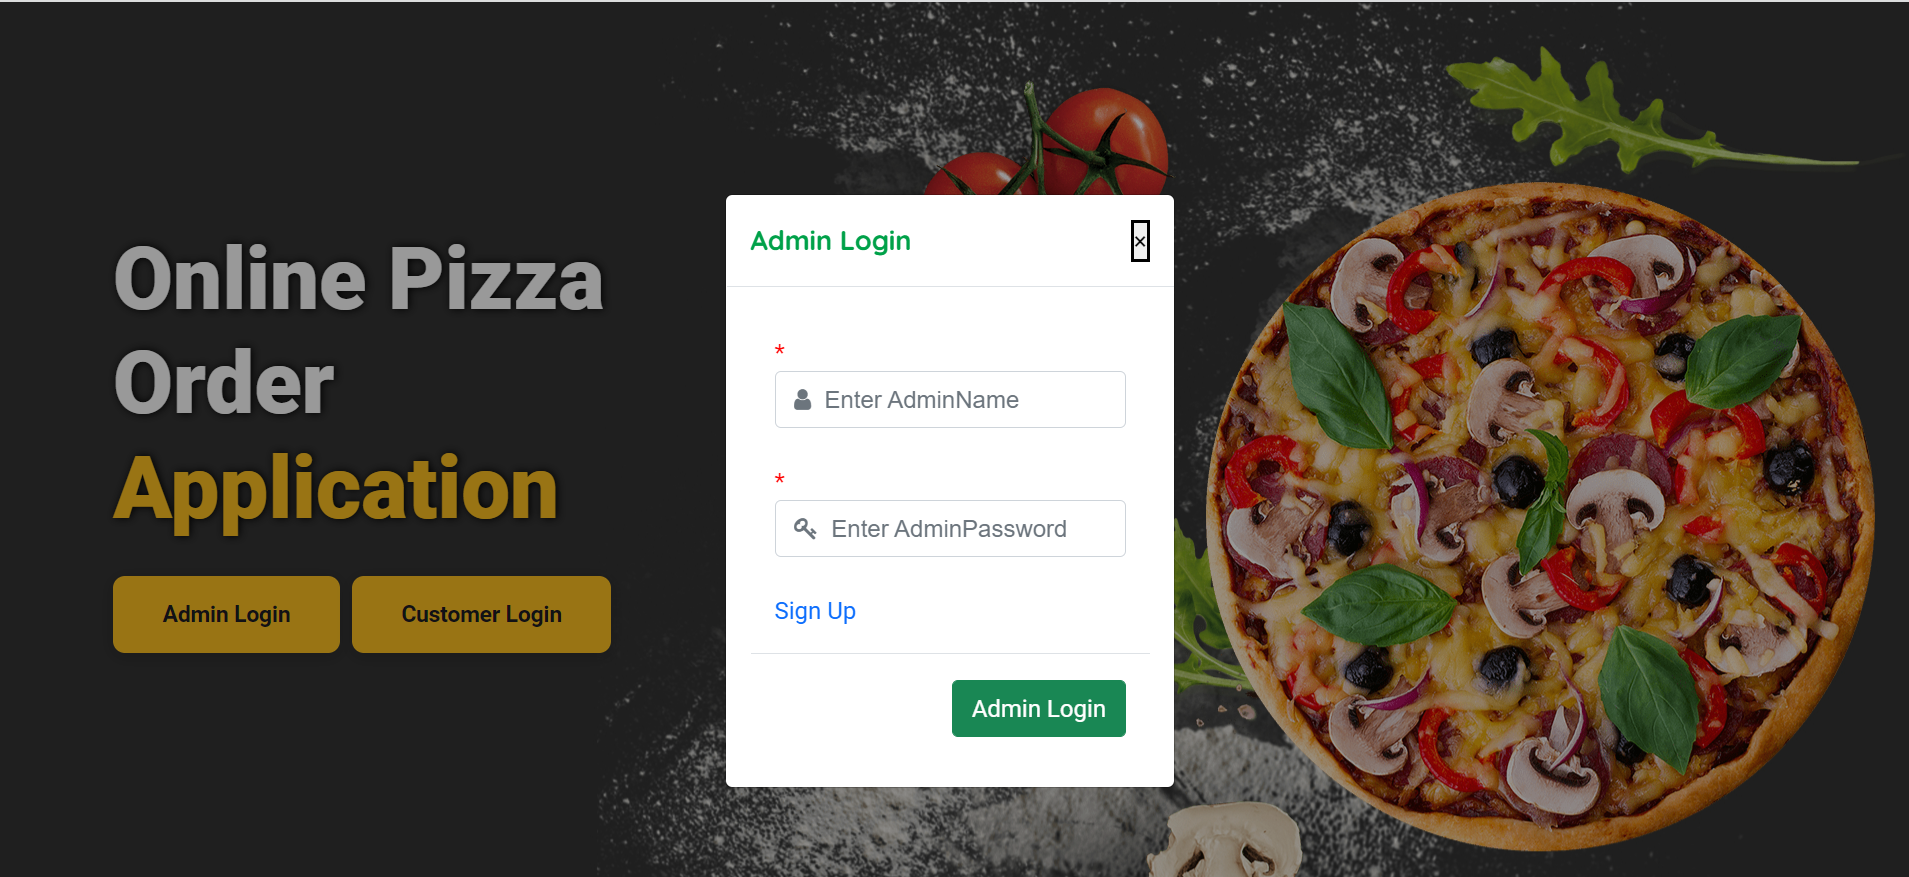 Online Pizza
Order
Application
Admin Login
Customer Login
Admin Login
×
*
Enter AdminName
*
Enter AdminPassword
Sign Up
Admin Login